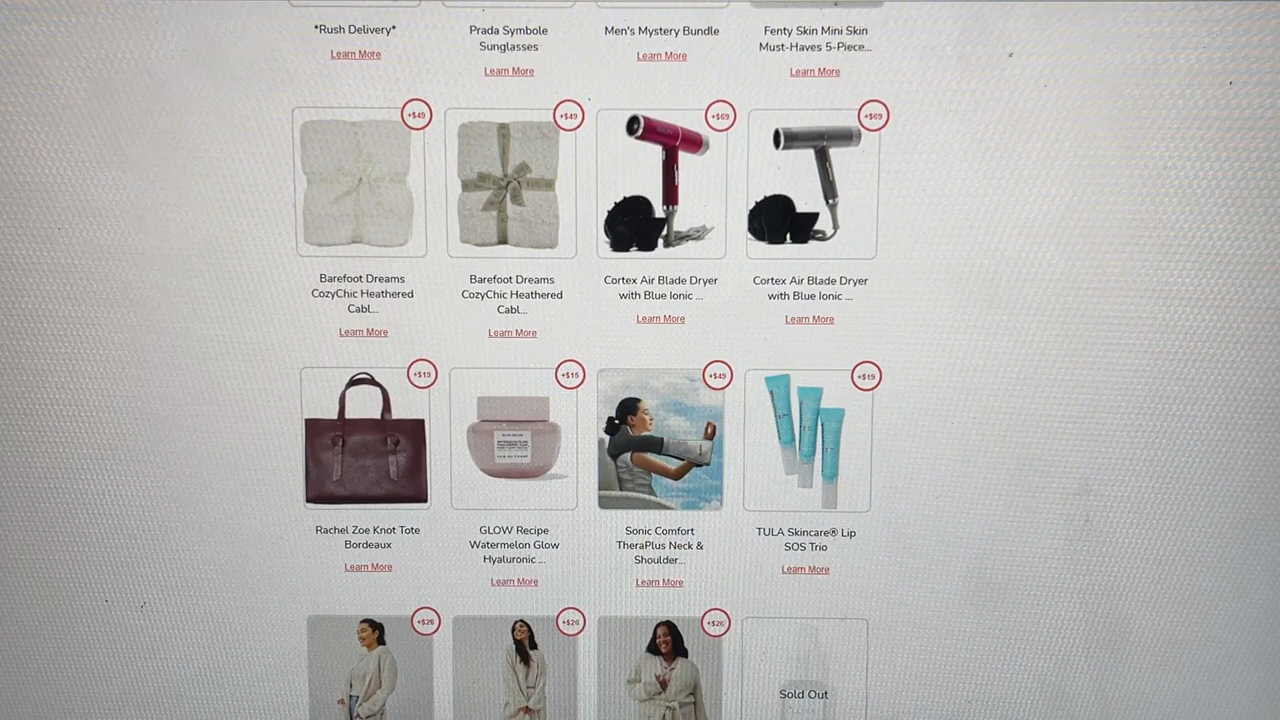 *Rush Delivery*
Learn More
Prada Symbole
Sunglasses
Learn More
Men's Mystery Bundle
Learn More
Fenty Skin Mini Skin
Must-Haves 5-Piece...
Learn More
+$49
Barefoot Dreams
CozyChic Heathered
Cabl...
Learn More
+$49
Barefoot Dreams
CozyChic Heathered
Cabl...
Learn More
+$69
Cortex Air Blade Dryer
with Blue Ionic ...
Learn More
+$69
Cortex Air Blade Dryer
with Blue Ionic ...
Learn More
+$19
Rachel Zoe Knot Tote
Bordeaux
Learn More
+$15
GLOW Recipe
Watermelon Glow
Hyaluronic ...
Learn More
+$49
Sonic Comfort
TheraPlus Neck &
Shoulder...
Learn More
+$19
TULA Skincare® Lip
SOS Trio
Learn More
+$26
+$26
+$26
Sold Out